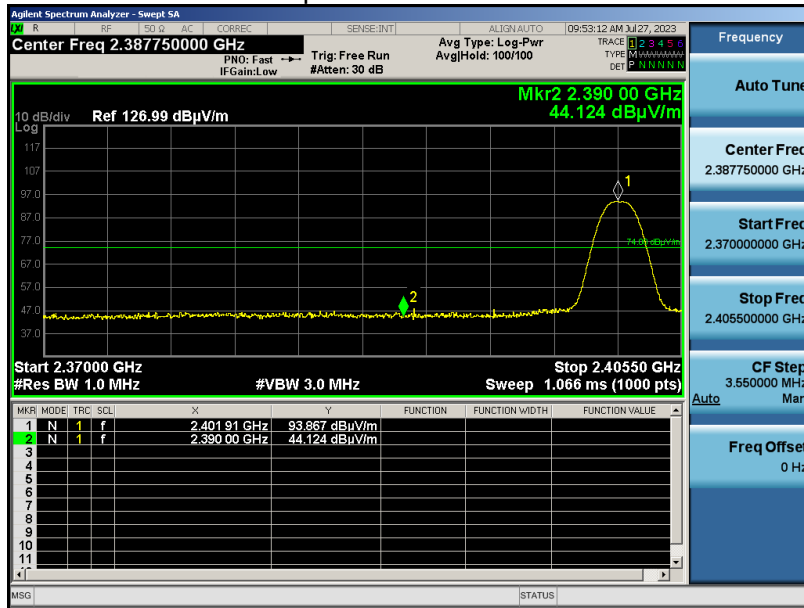 Agilent Spectrum Analyzer - Swept SA
LXI R RF 50 Ω AC CORREC SENSE:INT ALIGNAUTO 09:53:12 AM Jul 27, 2023
Center Freq 2.387750000 GHz
PNO: Fast
IFGain:Low
Trig: Free Run
#Atten: 30 dB
Avg Type: Log-Pwr
Avg|Hold: 100/100
TRACE 1 2 3 4 5 6
TYPE M
DET P N N N N N
Mkr2 2.390 00 GHz
44.124 dBµV/m
10 dB/div Ref 126.99 dBµV/m
Log
117
107
97.0
87.0
77.0
67.0
57.0
47.0
37.0
1
74.00 dBµV/m
2
Start 2.37000 GHz Stop 2.40550 GHz
#Res BW 1.0 MHz #VBW 3.0 MHz Sweep 1.066 ms (1000 pts)
MKR MODE TRC SCL X Y FUNCTION FUNCTION WIDTH FUNCTION VALUE
1 N 1 f 2.401 91 GHz 93.867 dBµV/m
2 N 1 f 2.390 00 GHz 44.124 dBµV/m
3
4
5
6
7
8
9
10
11
MSG STATUS
Frequency
Auto Tune
Center Freq
2.387750000 GHz
Start Freq
2.370000000 GHz
Stop Freq
2.405500000 GHz
CF Step
3.550000 MHz
Auto Man
Freq Offset
0 Hz